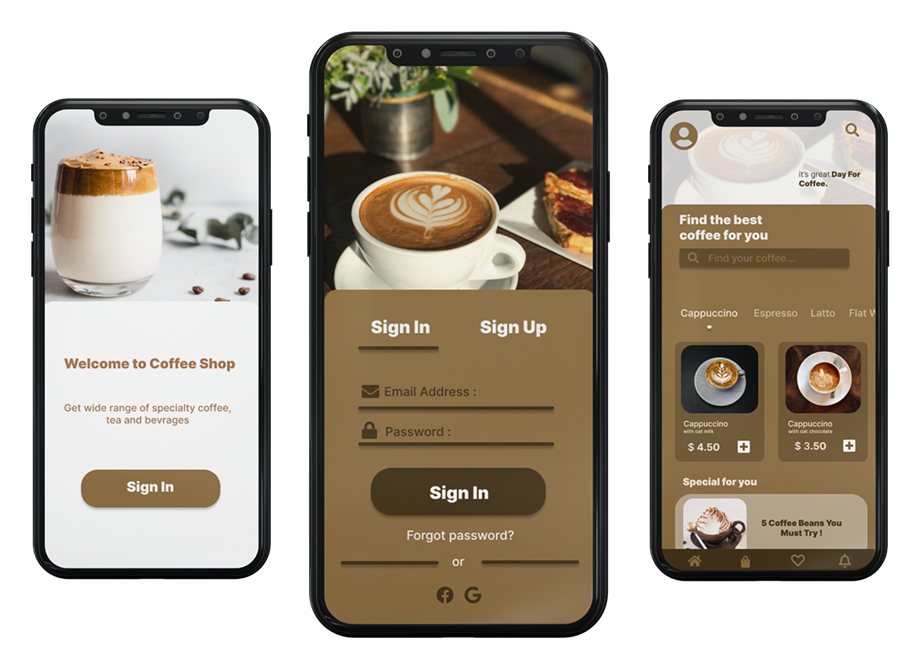 Welcome to Coffee Shop
Get wide range of specialty coffee,
tea and bevrages
Sign In
Sign In Sign Up
Email Address :
Password :
Sign In
Forgot password?
or
it's great Day For
Coffee.
Find the best
coffee for you
Find your coffee...
Cappuccino Espresso Latto Flat W
Cappuccino
with oat milk
$ 4.50
Cappuccino
with oat chocolate
$ 3.50
Special for you
5 Coffee Beans You
Must Try !